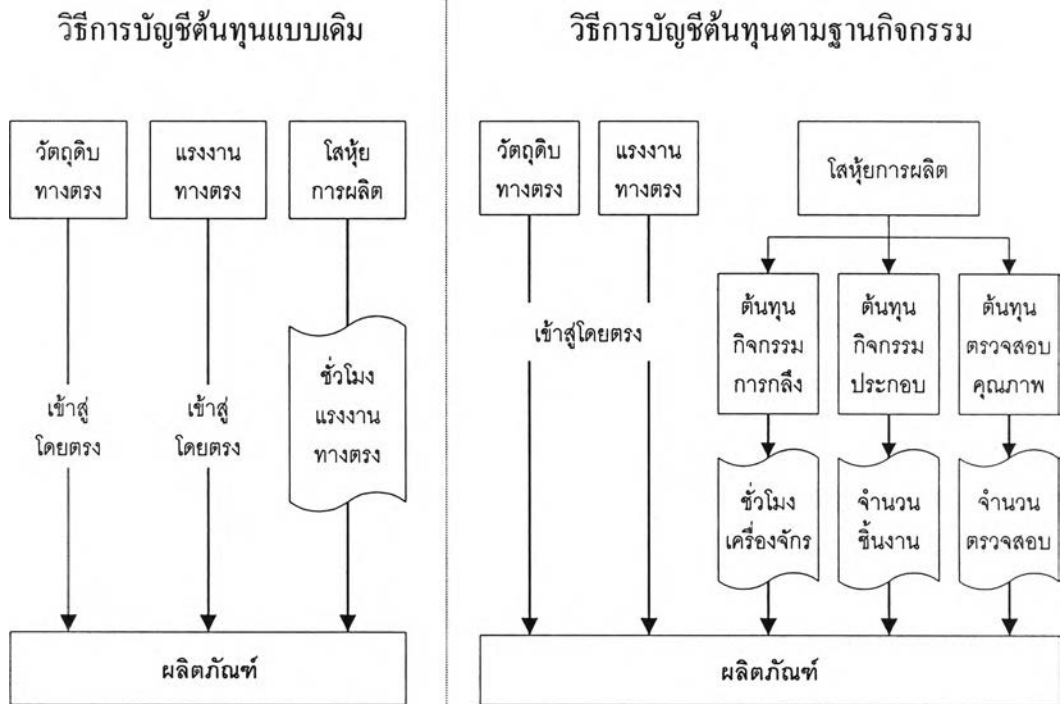 วิธีการบัญชีต้นทุนแบบเดิม
วัตถุดิบ
ทางตรง
แรงงาน
ทางตรง
โสหุ้ย
การผลิต
ชั่วโมง
แรงงาน
ทางตรง
เข้าสู่
โดยตรง
เข้าสู่
โดยตรง
ผลิตภัณฑ์
วิธีการบัญชีต้นทุนตามฐานกิจกรรม
วัตถุดิบ
ทางตรง
แรงงาน
ทางตรง
โสหุ้ยการผลิต
เข้าสู่โดยตรง
ต้นทุน
กิจกรรม
การกลึง
ต้นทุน
กิจกรรม
ประกอบ
ต้นทุน
ตรวจสอบ
คุณภาพ
ชั่วโมง
เครื่องจักร
จำนวน
ชิ้นงาน
จำนวน
ตรวจสอบ
ผลิตภัณฑ์